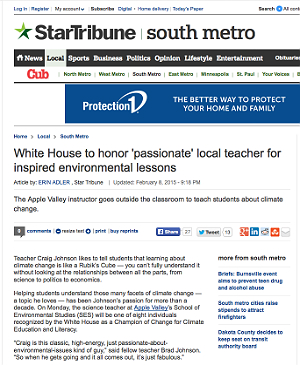 Log In | Register | My account Subscribe Digital | Home delivery | Today's Paper Search All
StarTribune | south metro
News Local Sports Business Politics Opinion Lifestyle Entertainment Obituaries
Cub North Metro West Metro South Metro East Metro Minneapolis St. Paul Your Voices
Protection1
THE BETTER WAY TO PROTECT
YOUR HOME AND FAMILY
Home > Local > South Metro
White House to honor 'passionate' local teacher for
inspired environmental lessons
Article by: ERIN ADLER , Star Tribune | Updated: February 8, 2015 - 9:18 PM
The Apple Valley instructor goes outside the classroom to teach students about
climate change.
comments resize text print buy reprints Share 27 Tweet 13
Teacher Craig Johnson likes to tell students that learning about
climate change is like a Rubik's Cube — you can't fully understand it
without looking at the relationships between all the parts, from
science to politics to economics.
Helping students understand those many facets of climate change —
a topic he loves — has been Johnson's passion for more than a
decade. On Monday, the science teacher at Apple Valley's School of
Environmental Studies (SES) will be one of eight individuals
recognized by the White House as a Champion of Change for Climate
Education and Literacy.
"Craig is this classic, high-energy, just passionate-about-
environmental-issues kind of guy," said fellow teacher Brad Johnson.
"So when he gets going and it all comes out, it's just fabulous."
more from south metro
Briefs: Burnsville event
aims to prevent teen drug
and alcohol abuse
South metro cities raise
stipends to attract
firefighters
Dakota County decides to
keep seat on transit
authority board